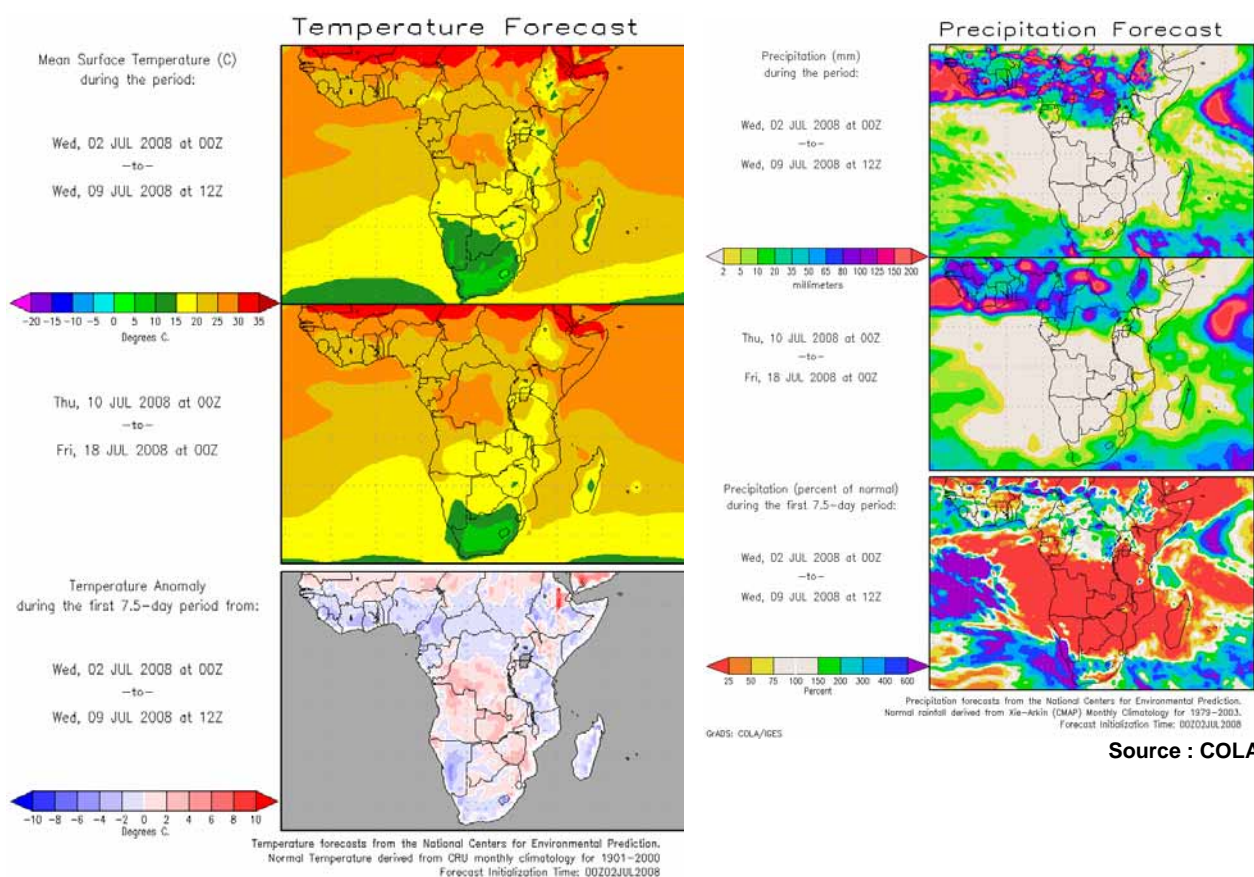 Temperature Forecast
Mean Surface Temperature (C)
during the period:
Wed, 02 JUL 2008 at 00Z
-to-
Wed, 09 JUL 2008 at 12Z
-20 -15 -10 -5 0 5 10 15 20 25 30 35
Degrees C.
Thu, 10 JUL 2008 at 00Z
-to-
Fri, 18 JUL 2008 at 00Z
Temperature Anomaly
during the first 7.5-day period from:
Wed, 02 JUL 2008 at 00Z
-to-
Wed, 09 JUL 2008 at 12Z
-10 -8 -6 -4 -2 0 2 4 6 8 10
Degrees C.
Temperature forecasts from the National Centers for Environmental Prediction.
Normal Temperature derived from CRU monthly climatology for 1901-2000
Forecast Initialization Time: 00Z02JUL2008
Precipitation Forecast
Precipitation (mm)
during the period:
Wed, 02 JUL 2008 at 00Z
-to-
Wed, 09 JUL 2008 at 12Z
2 5 10 20 35 50 65 80 100 125 150 200
millimeters
Thu, 10 JUL 2008 at 00Z
-to-
Fri, 18 JUL 2008 at 00Z
Precipitation (percent of normal)
during the first 7.5-day period:
Wed, 02 JUL 2008 at 00Z
-to-
Wed, 09 JUL 2008 at 12Z
25 50 75 100 150 200 300 400 600
Percent
Precipitation forecasts from the National Centers for Environmental Prediction.
Normal rainfall derived from Xie-Arkin (CMAP) Monthly Climatology for 1979-2003.
Forecast Initialization Time: 00Z02JUL2008
GrADS: COLA/IGES
Source : COLA